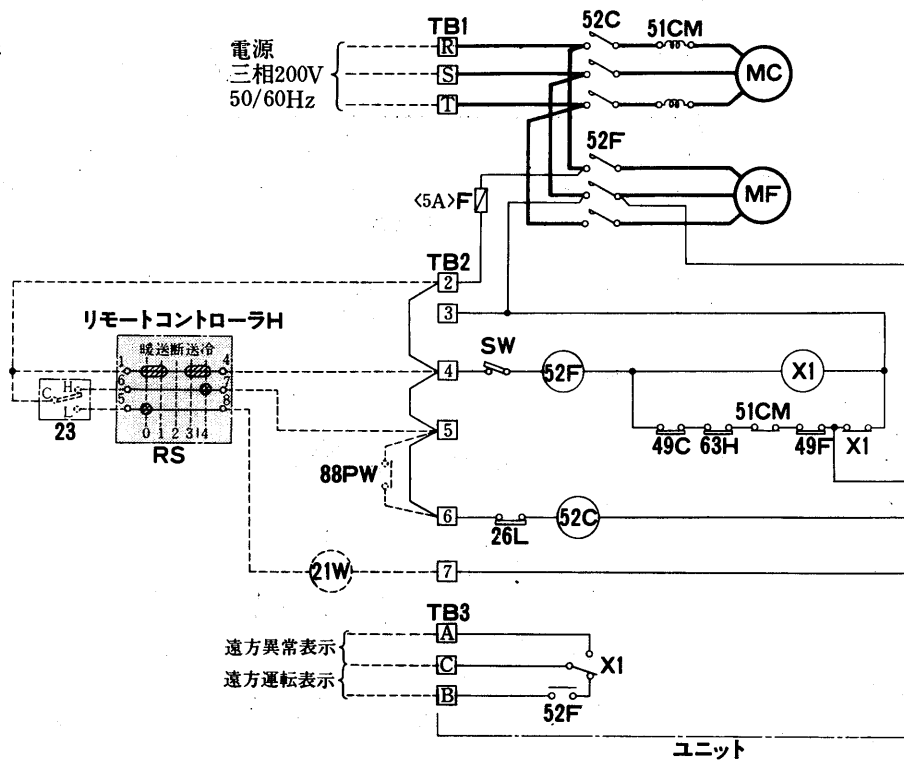 52C
51CM
TB1
電源
三相200V
50/60Hz
R
S
T
MC
52F
MF
<5A>F
TB2
2
3
リモートコントローラH
暖送断送冷
SW
1
4
4
52F
X1
6
7
C
H
5
8
L
51CM
23
0 1 2 3 4
RS
5
49C
63H
49F
X1
88PW
6
26L
52C
21W
7
TB3
A
遠方異常表示
C
X1
遠方運転表示
B
52F
ユニット